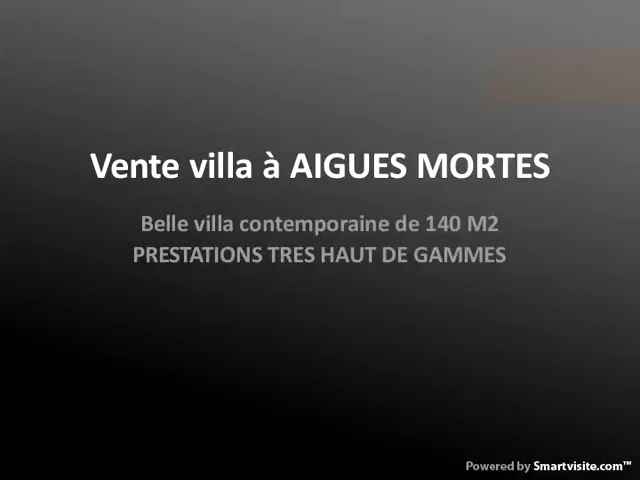 Vente villa à AIGUES MORTES
Belle villa contemporaine de 140 M2
PRESTATIONS TRES HAUT DE GAMMES
Powered by Smartvisite.com™